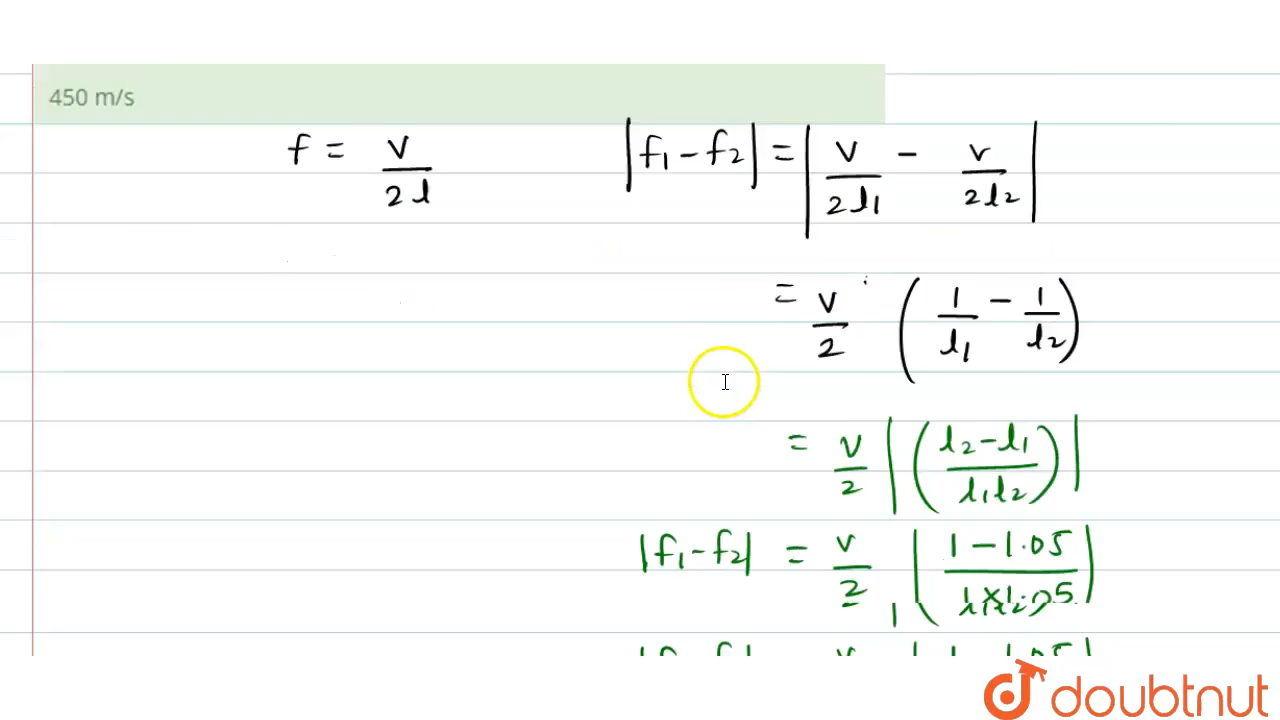 450 m/s
f = v/2l |f1 - f2| = | v/2l1 - v/2l2 |
= v/2 ( 1/l1 - 1/l2 )
= v/2 | ( l2 - l1 / l1l2 ) |
|f1 - f2| = v/2 | 1 - 1.05 / 1×1.05 |
doubtnut